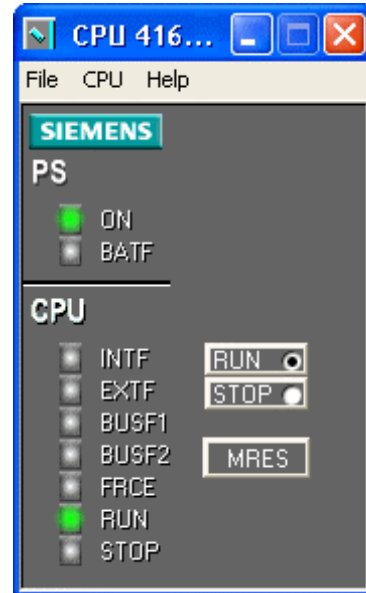 CPU 416...
File CPU Help
SIEMENS
PS
ON
BATF
CPU
INTF
EXTF
BUSF1
BUSF2
FRCE
RUN
STOP
RUN
STOP
MRES